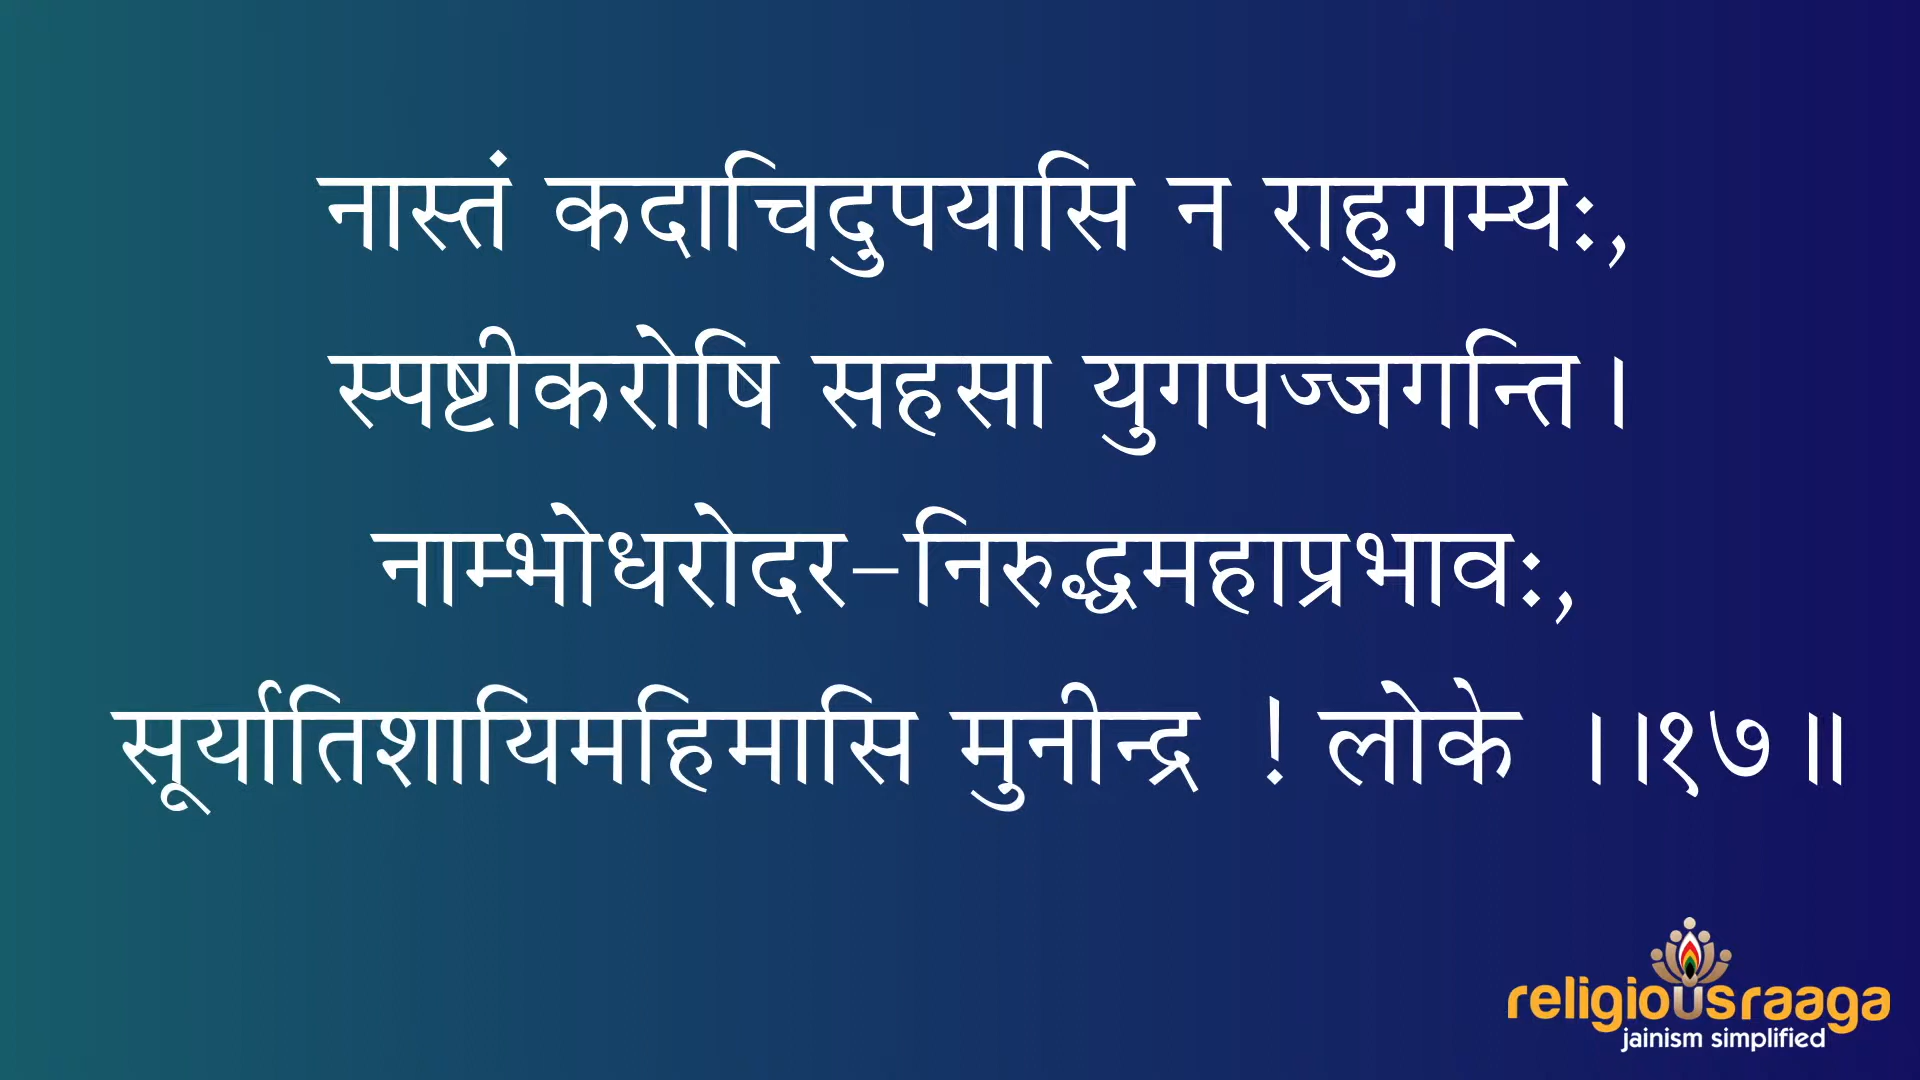 नास्तं कदाचिदुपयासि न राहुगम्यः,
स्पष्टीकरोषि सहसा युगपज्जगन्ति।
नाम्भोधरोदर-निरुद्धमहाप्रभावः,
सूर्यातिशायिमहिमासि मुनीन्द्र ! लोके ।।१७॥
religiousraaga
jainism simplified